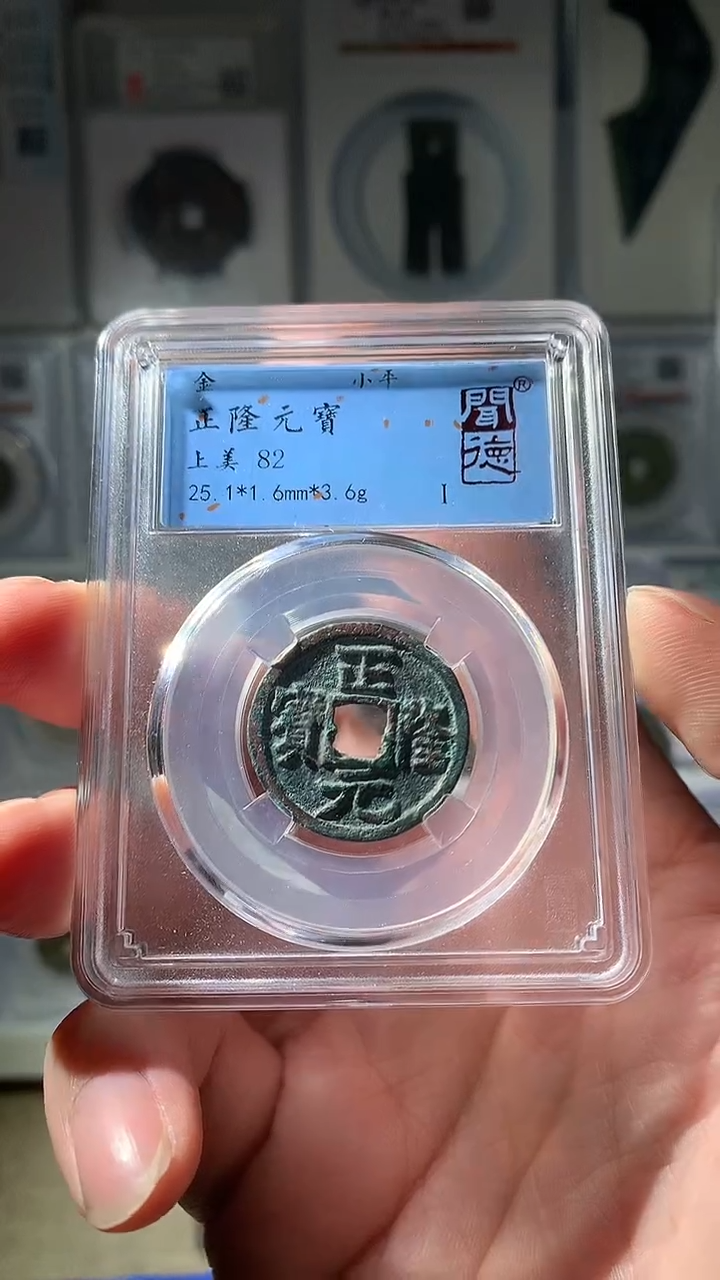 金 小平
正隆元寶
上美 82
25.1*1.6mm*3.6g I
聞德®
正
隆
元
寶